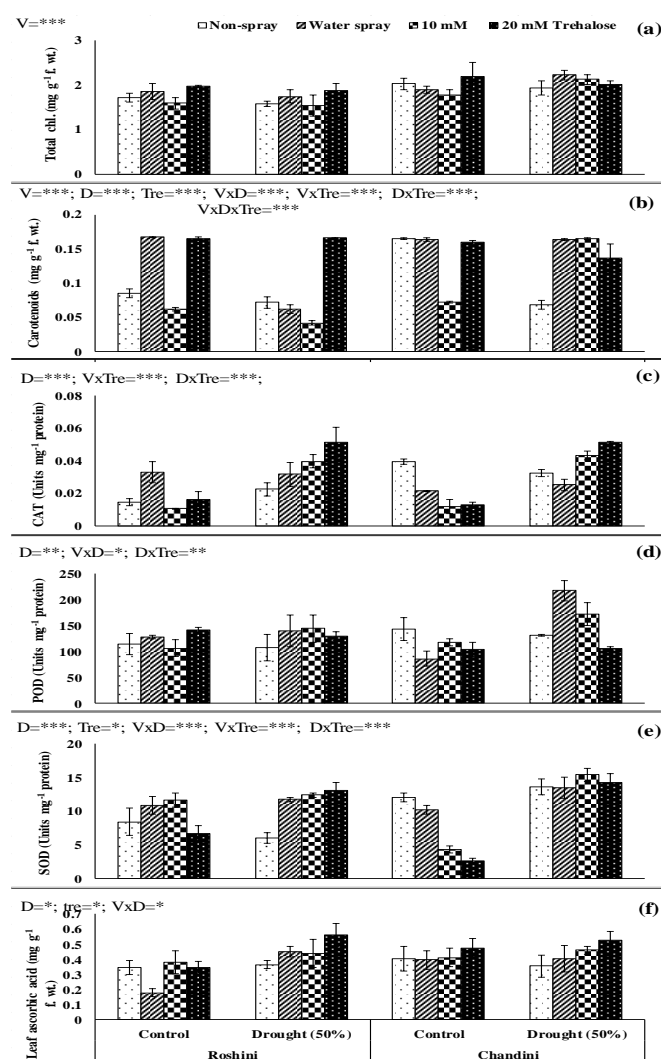 V=***
Non-spray Water spray 10 mM 20 mM Trehalose
(a)
Total chl. (mg g-1 f. wt.)
3
2
1
0
V=***; D=***; Tre=***; VxD=***; VxTre=***; DxTre=***;
VxDxTre=***
(b)
Carotenoids (mg g-1 f. wt.)
0.2
0.15
0.1
0.05
0
D=***; VxTre=***; DxTre=***;
(c)
CAT (Units mg-1 protein)
0.08
0.06
0.04
0.02
0
D=**; VxD=*; DxTre=**
(d)
POD (Units mg-1 protein)
250
200
150
100
50
0
D=***; Tre=*; VxD=***; VxTre=***; DxTre=***
(e)
SOD (Units mg-1 protein)
20
15
10
5
0
D=*; tre=*; VxD=*
(f)
Leaf ascorbic acid (mg g-1
f. wt.)
0.7
0.6
0.5
0.4
0.3
0.2
0.1
0
Control Drought (50%) Control Drought (50%)
Roshini Chandini